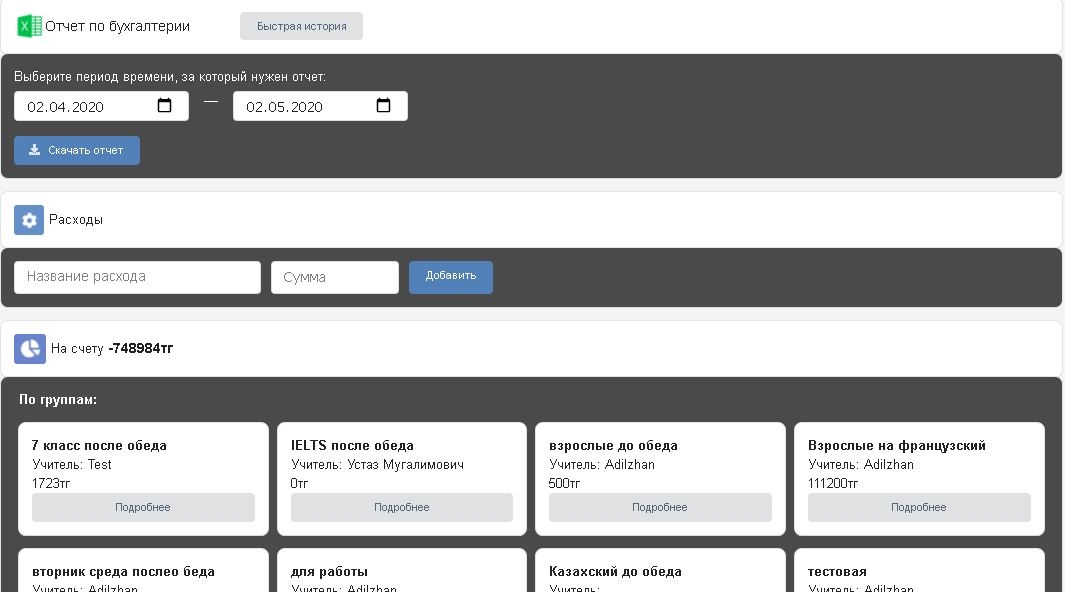 Отчет по бухгалтерии
Быстрая история
Выберите период времени, за который нужен отчет:
02.04.2020 — 02.05.2020
Скачать отчет
Расходы
Название расхода
Сумма
Добавить
На счету -748984тг
По группам:
7 класс после обеда
Учитель: Test
1723тг
Подробнее
IELTS после обеда
Учитель: Устаз Мугалимович
0тг
Подробнее
взрослые до обеда
Учитель: Adilzhan
500тг
Подробнее
Взрослые на французский
Учитель: Adilzhan
111200тг
Подробнее
вторник среда послео беда
Учитель: Adilzhan
для работы
Учитель: Adilzhan
Казахский до обеда
Учитель:
тестовая
Учитель: Adilzhan